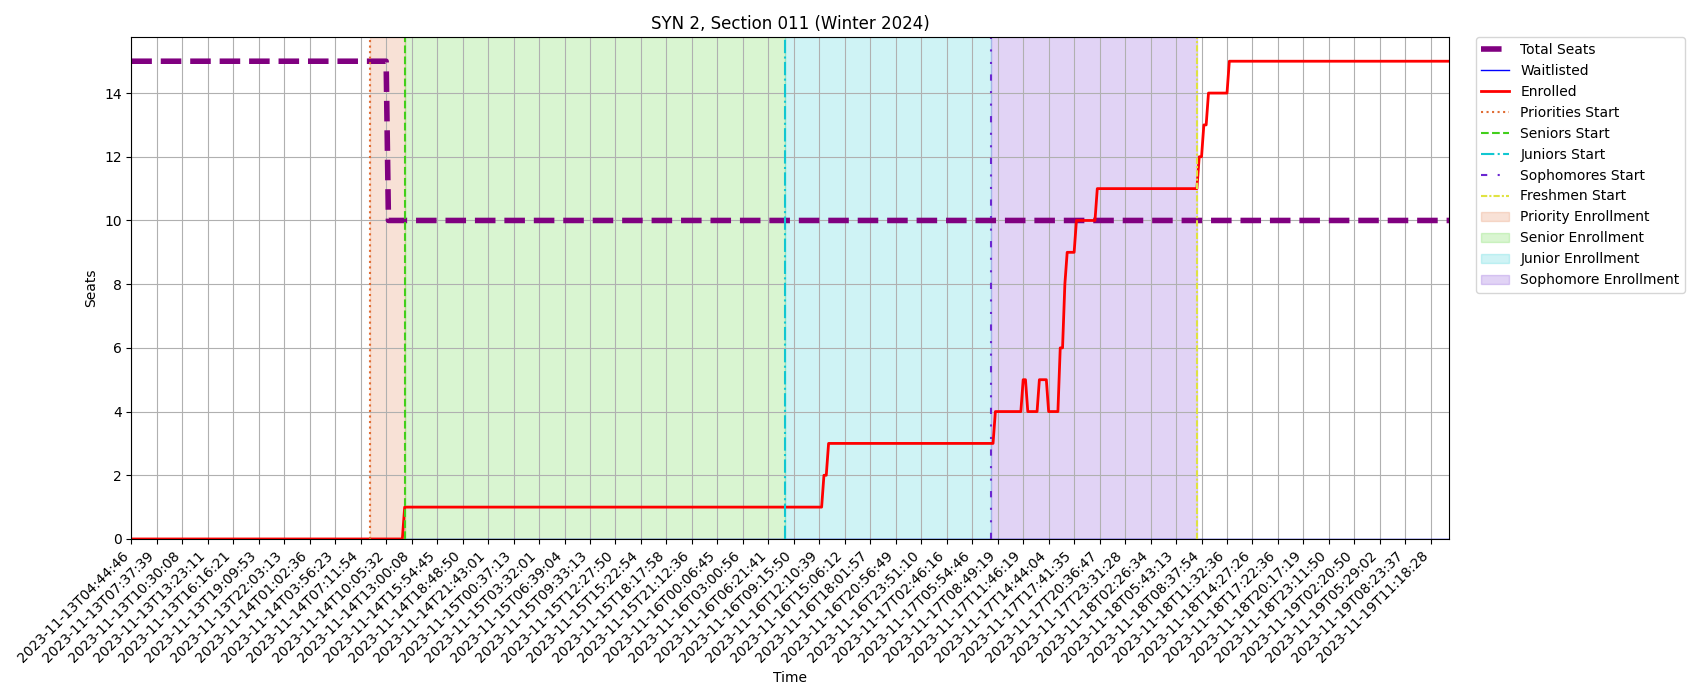 SYN 2, Section 011 (Winter 2024)
Total Seats
Waitlisted
Enrolled
Priorities Start
Seniors Start
Juniors Start
Sophomores Start
Freshmen Start
Priority Enrollment
Senior Enrollment
Junior Enrollment
Sophomore Enrollment
Seats
14
12
10
8
6
4
2
0
2023-11-13T04:44:46
2023-11-13T07:37:39
2023-11-13T10:30:08
2023-11-13T13:23:11
2023-11-13T16:16:21
2023-11-13T19:09:53
2023-11-13T22:03:13
2023-11-14T01:02:36
2023-11-14T03:56:23
2023-11-14T07:11:54
2023-11-14T10:05:32
2023-11-14T13:00:08
2023-11-14T15:54:45
2023-11-14T18:48:50
2023-11-14T21:43:01
2023-11-15T00:37:13
2023-11-15T03:32:01
2023-11-15T06:39:04
2023-11-15T09:33:13
2023-11-15T12:27:50
2023-11-15T15:22:54
2023-11-15T18:17:58
2023-11-15T21:12:36
2023-11-16T00:06:45
2023-11-16T03:00:56
2023-11-16T06:21:41
2023-11-16T09:15:50
2023-11-16T12:10:39
2023-11-16T15:06:12
2023-11-16T18:01:57
2023-11-16T20:56:49
2023-11-16T23:51:10
2023-11-17T02:46:16
2023-11-17T05:54:46
2023-11-17T08:49:19
2023-11-17T11:46:19
2023-11-17T14:44:04
2023-11-17T17:41:35
2023-11-17T20:36:47
2023-11-17T23:31:28
2023-11-18T02:26:34
2023-11-18T05:43:13
2023-11-18T08:37:54
2023-11-18T11:32:36
2023-11-18T14:27:26
2023-11-18T17:22:36
2023-11-18T20:17:19
2023-11-18T23:11:50
2023-11-19T02:20:50
2023-11-19T05:29:02
2023-11-19T08:23:37
2023-11-19T11:18:28
Time